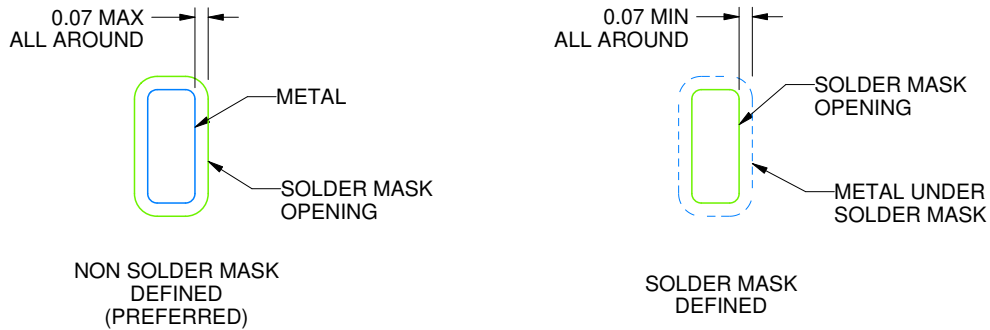 0.07 MAX
ALL AROUND
METAL
SOLDER MASK
OPENING
NON SOLDER MASK
DEFINED
(PREFERRED)
0.07 MIN
ALL AROUND
SOLDER MASK
OPENING
METAL UNDER
SOLDER MASK
SOLDER MASK
DEFINED